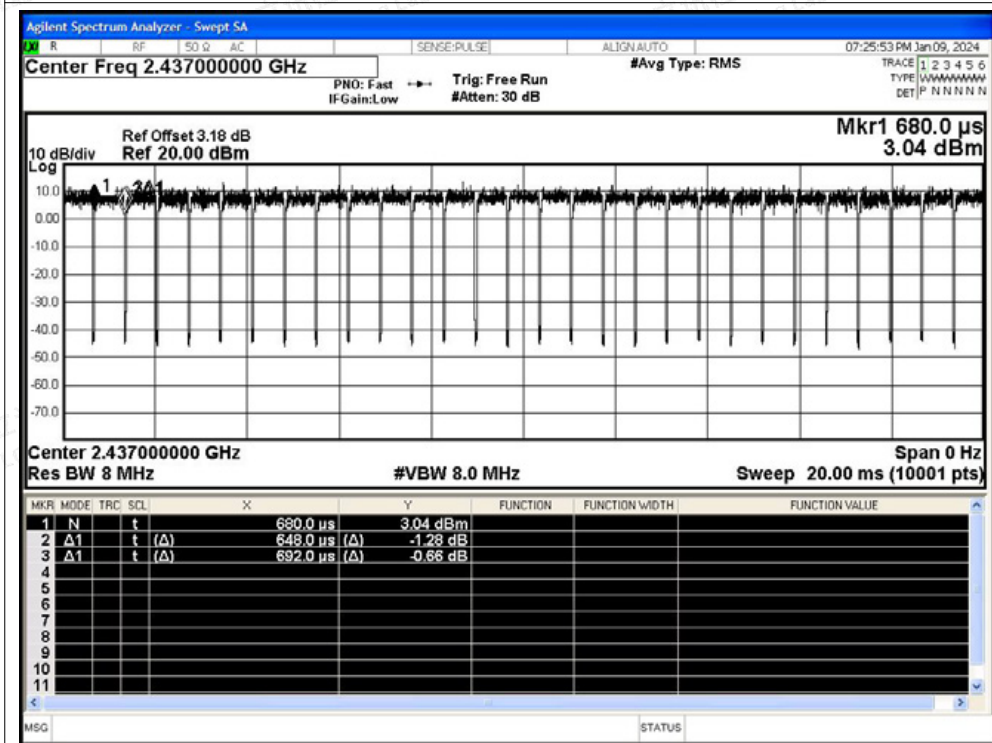 Agilent Spectrum Analyzer - Swept SA
R RF 50 Ω AC SENSE:PULSE ALIGN AUTO 07:25:53 PM Jan 09, 2024
Center Freq 2.437000000 GHz #Avg Type: RMS TRACE 1 2 3 4 5 6
PNO: Fast Trig: Free Run TYPE WWWWWW
IFGain:Low #Atten: 30 dB DET P N N N N N
Mkr1 680.0 µs
3.04 dBm
Ref Offset 3.18 dB
10 dB/div Ref 20.00 dBm
Log
10.0
0.00
-10.0
-20.0
-30.0
-40.0
-50.0
-60.0
-70.0
1
3Δ1
Center 2.437000000 GHz Span 0 Hz
Res BW 8 MHz #VBW 8.0 MHz Sweep 20.00 ms (10001 pts)
MKR MODE TRC SCL X Y FUNCTION FUNCTION WIDTH FUNCTION VALUE
1 N t 680.0 µs 3.04 dBm
2 Δ1 t (Δ) 648.0 µs (Δ) -1.28 dB
3 Δ1 t (Δ) 692.0 µs (Δ) -0.66 dB
4
5
6
7
8
9
10
11
MSG STATUS